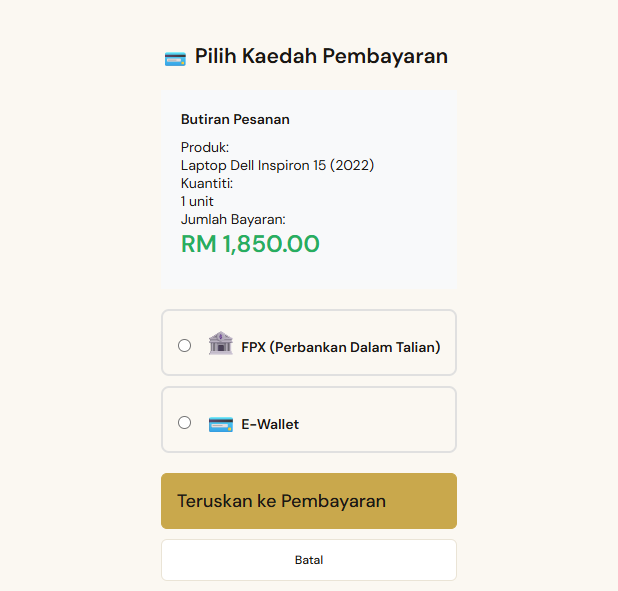 Pilih Kaedah Pembayaran
Butiran Pesanan
Produk:
Laptop Dell Inspiron 15 (2022)
Kuantiti:
1 unit
Jumlah Bayaran:
RM 1,850.00
FPX (Perbankan Dalam Talian)
E-Wallet
Teruskan ke Pembayaran
Batal